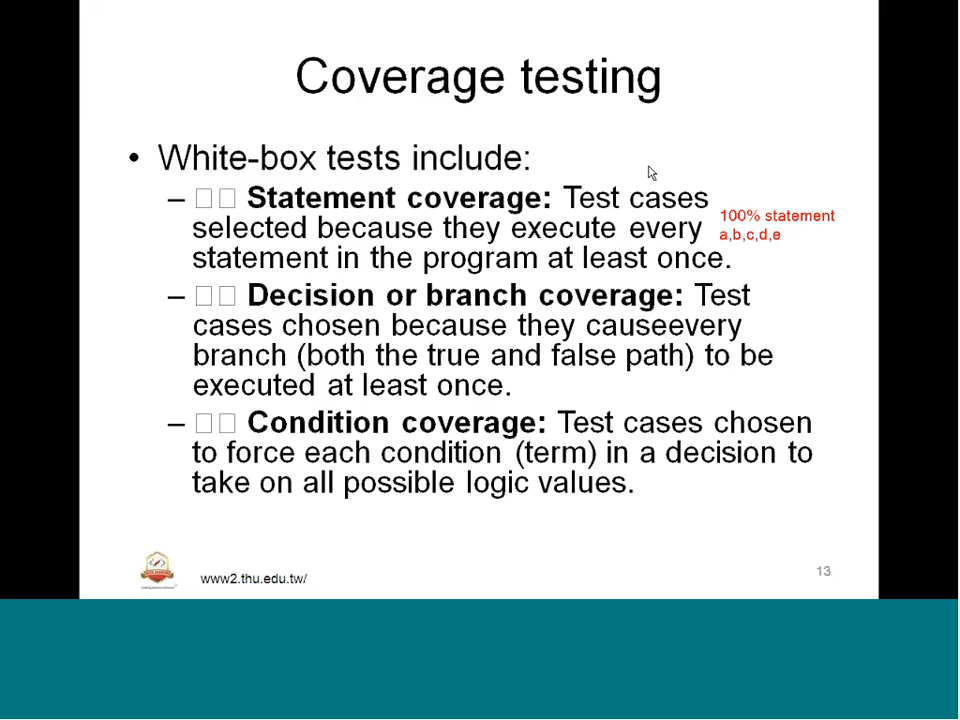 Coverage testing
• White-box tests include:
– □□ Statement coverage: Test cases
selected because they execute every
statement in the program at least once.
100% statement
a,b,c,d,e
– □□ Decision or branch coverage: Test
cases chosen because they causeevery
branch (both the true and false path) to be
executed at least once.
– □□ Condition coverage: Test cases chosen
to force each condition (term) in a decision to
take on all possible logic values.
www2.thu.edu.tw/
13